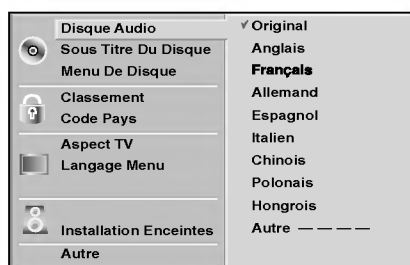 Disque Audio
Sous Titre Du Disque
Menu De Disque
Classement
Code Pays
Aspect TV
Langage Menu
Installation Enceintes
Autre
✓ Original
Anglais
Français
Allemand
Espagnol
Italien
Chinois
Polonais
Hongrois
Autre — — — —